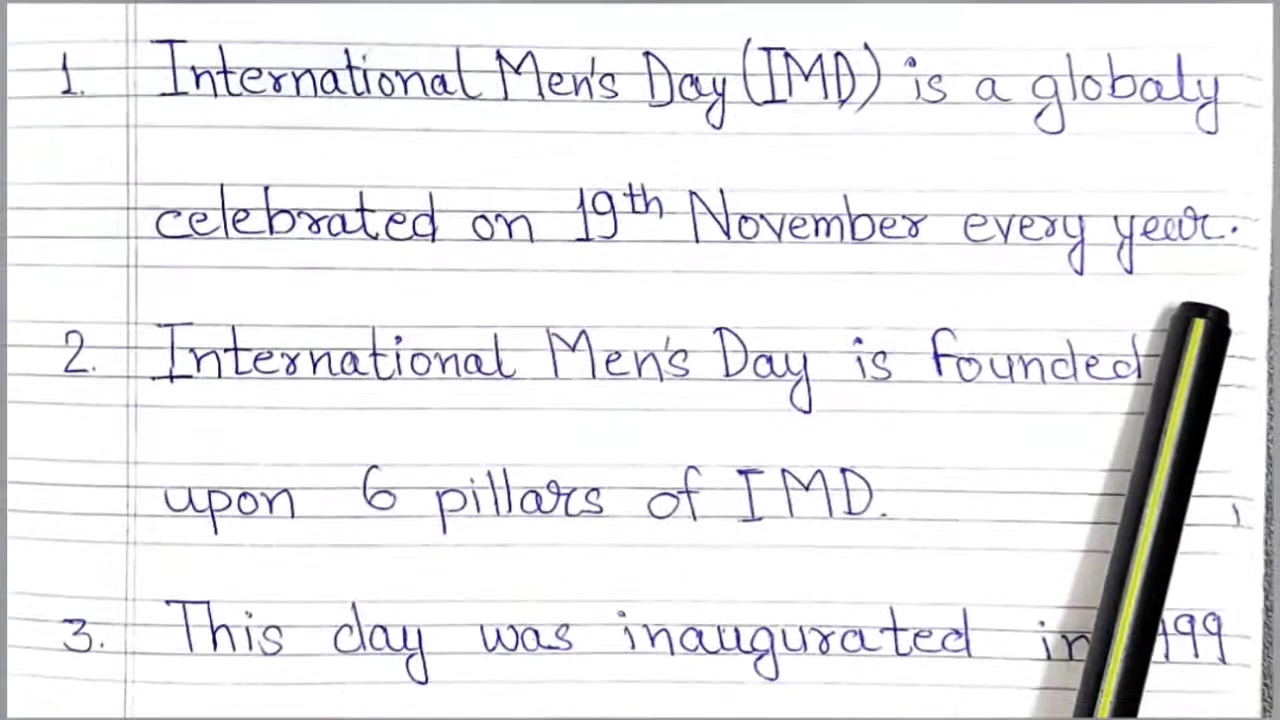 1. International Men's Day (IMD) is a globaly
celebrated on 19th November every year.
2. International Men's Day is founded
upon 6 pillars of IMD.
3. This day was inaugurated in